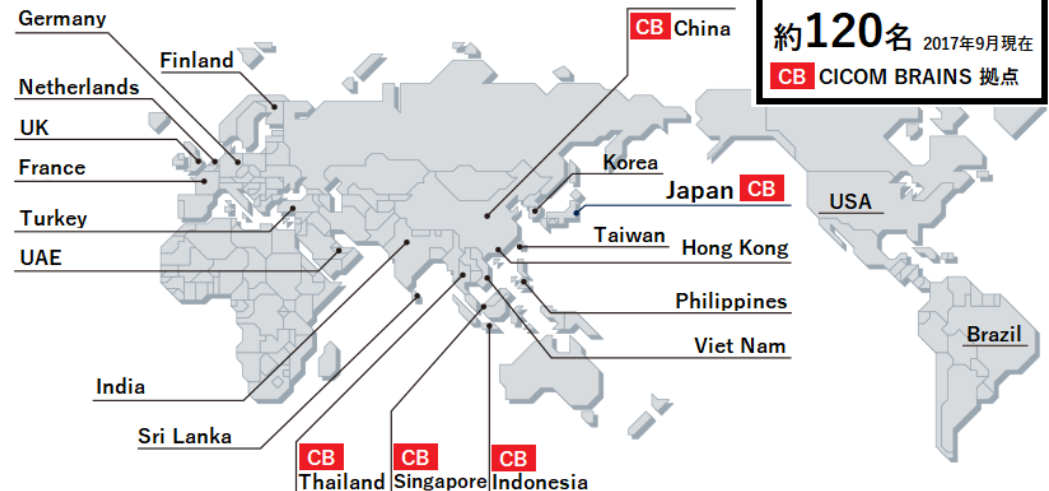 Germany
CB China
約120名 2017年9月現在
CB CICOM BRAINS 拠点
Finland
Netherlands
UK
France
Korea
Japan CB
USA
Turkey
Taiwan
UAE
Hong Kong
Philippines
Brazil
Viet Nam
India
Sri Lanka
CB
Thailand
CB
Singapore
CB
Indonesia